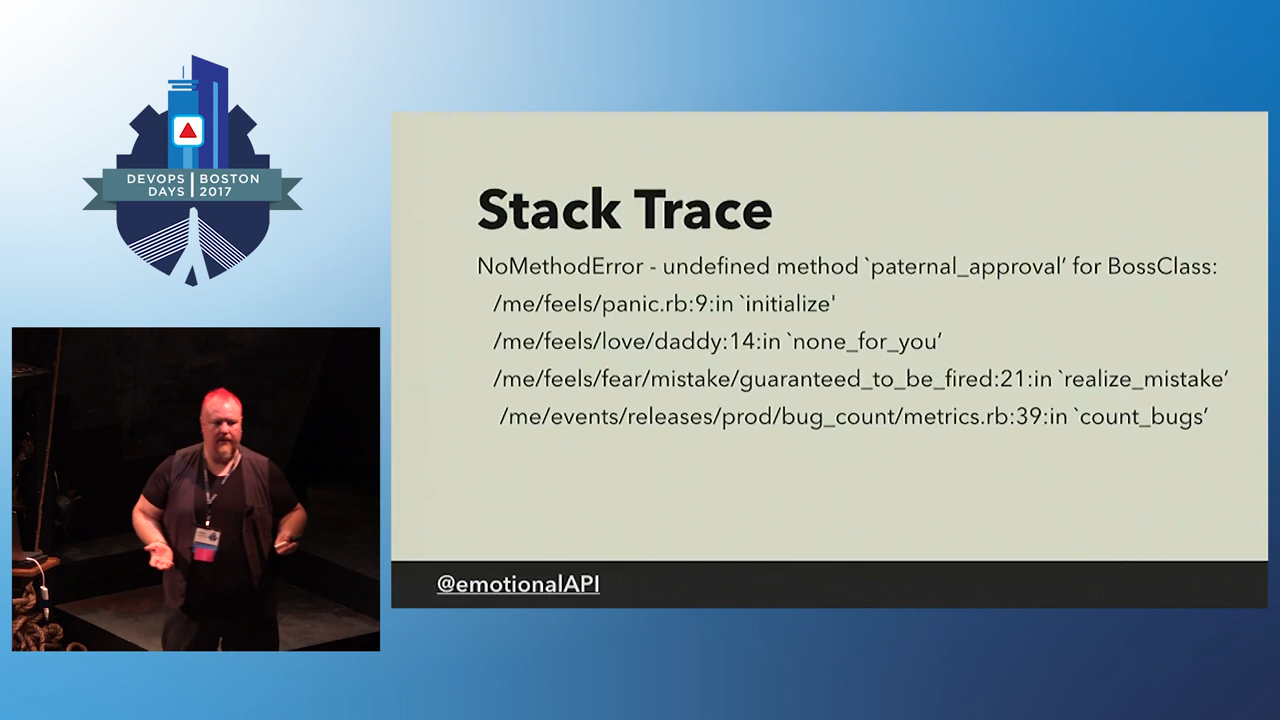 DEVOPS BOSTON
DAYS 2017
Stack Trace
NoMethodError - undefined method `paternal_approval’ for BossClass:
/me/feels/panic.rb:9:in `initialize'
/me/feels/love/daddy:14:in `none_for_you’
/me/feels/fear/mistake/guaranteed_to_be_fired:21:in `realize_mistake’
/me/events/releases/prod/bug_count/metrics.rb:39:in `count_bugs’
@emotionalAPI